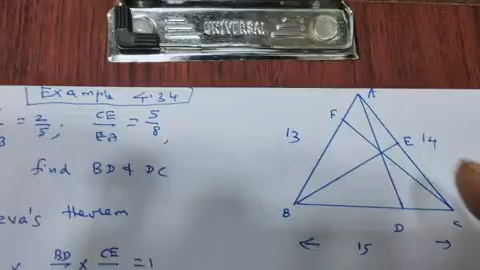 UNIVERSAL
Example 4.34
= 2/5 ; CE/EA = 5/8 ,
find BD & DC
eva's theorem
× BD × CE = 1
A
F
E
13
14
B
D
C
15